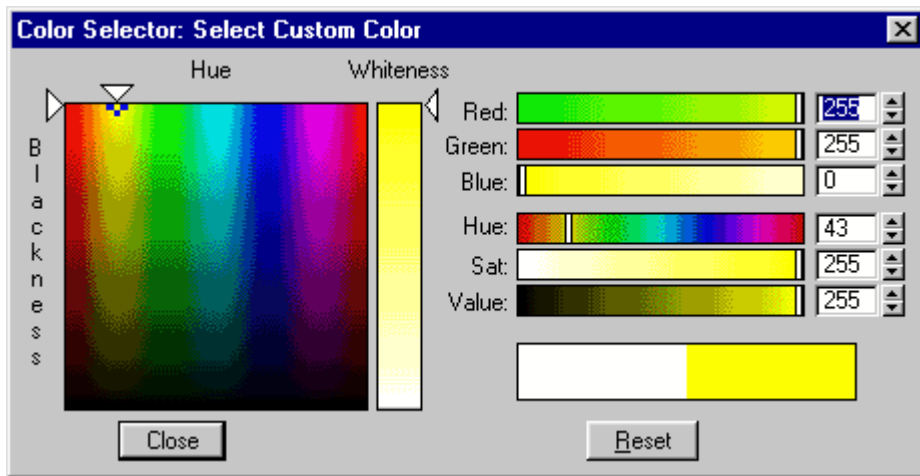 Color Selector: Select Custom Color
Hue
Whiteness
Blackness
Red: 255
Green: 255
Blue: 0
Hue: 43
Sat: 255
Value: 255
Close
Reset